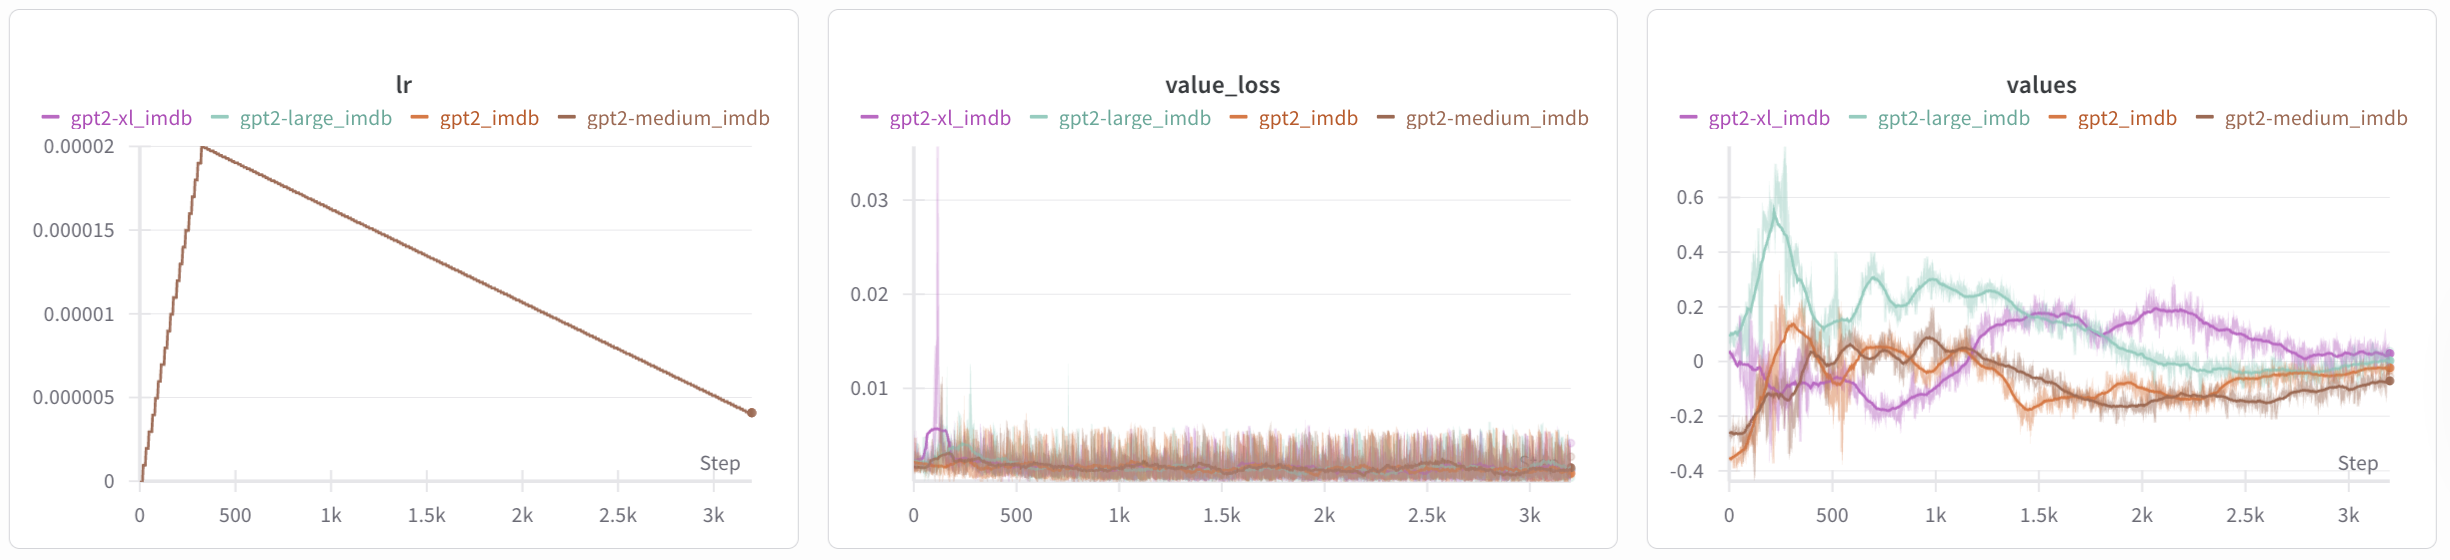 lr
gpt2-xl_imdb gpt2-large_imdb gpt2_imdb gpt2-medium_imdb
0.00002
0.000015
0.00001
0.000005
0
Step
0 500 1k 1.5k 2k 2.5k 3k
value_loss
gpt2-xl_imdb gpt2-large_imdb gpt2_imdb gpt2-medium_imdb
0.03
0.02
0.01
0 500 1k 1.5k 2k 2.5k 3k
values
gpt2-xl_imdb gpt2-large_imdb gpt2_imdb gpt2-medium_imdb
0.6
0.4
0.2
0
-0.2
-0.4
Step
0 500 1k 1.5k 2k 2.5k 3k